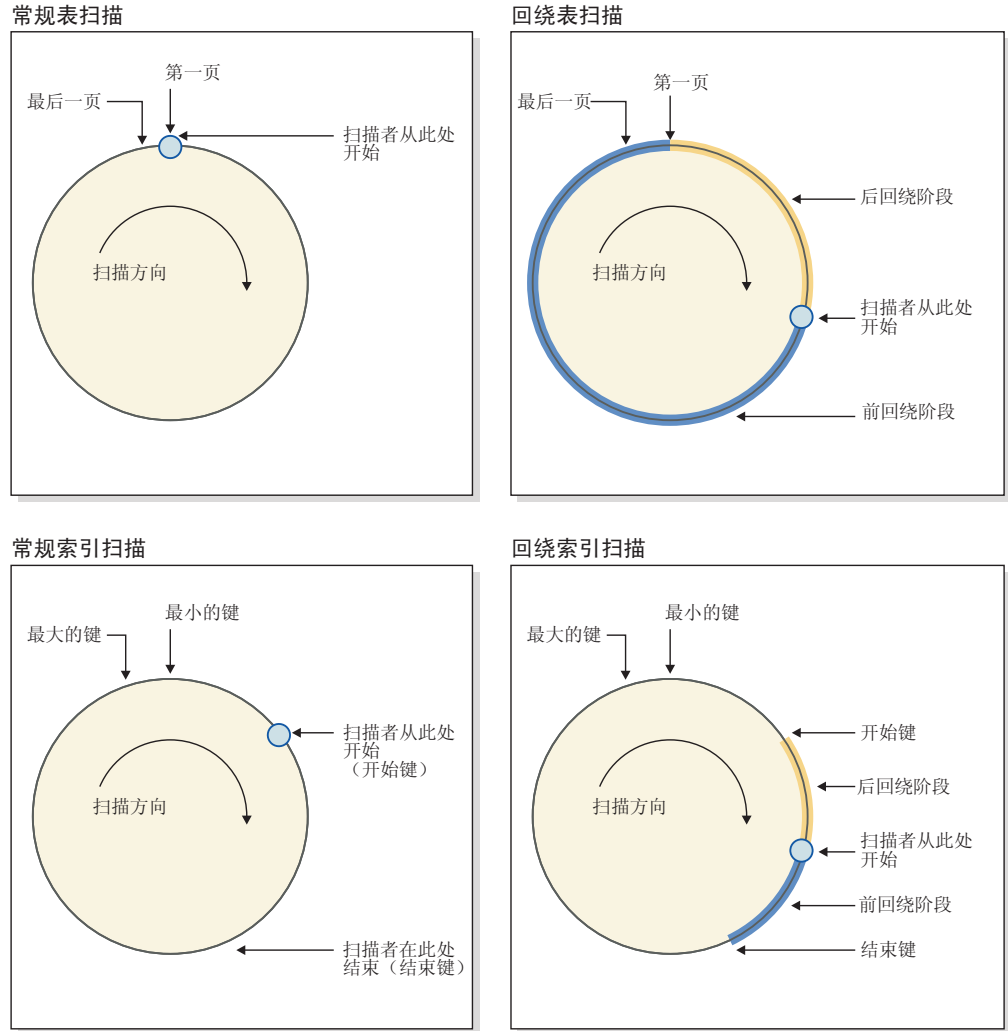 常规表扫描
第一页
最后一页
扫描者从此处
开始
扫描方向
回绕表扫描
第一页
最后一页
后回绕阶段
扫描方向
扫描者从此处
开始
前回绕阶段
常规索引扫描
最小的键
最大的键
扫描者从此处
开始
（开始键）
扫描方向
扫描者在此处
结束（结束键）
回绕索引扫描
最小的键
最大的键
开始键
后回绕阶段
扫描方向
扫描者从此处
开始
前回绕阶段
结束键